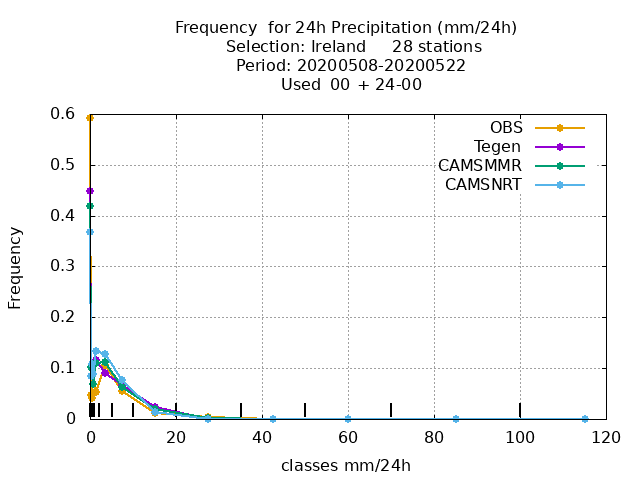 Frequency  for 24h Precipitation (mm/24h)
Selection: Ireland     28 stations
Period: 20200508-20200522
Used  00 + 24-00
OBS
Tegen
CAMSMMR
CAMSNRT
0.6
0.5
0.4
0.3
0.2
0.1
0
Frequency
0 20 40 60 80 100 120
classes mm/24h